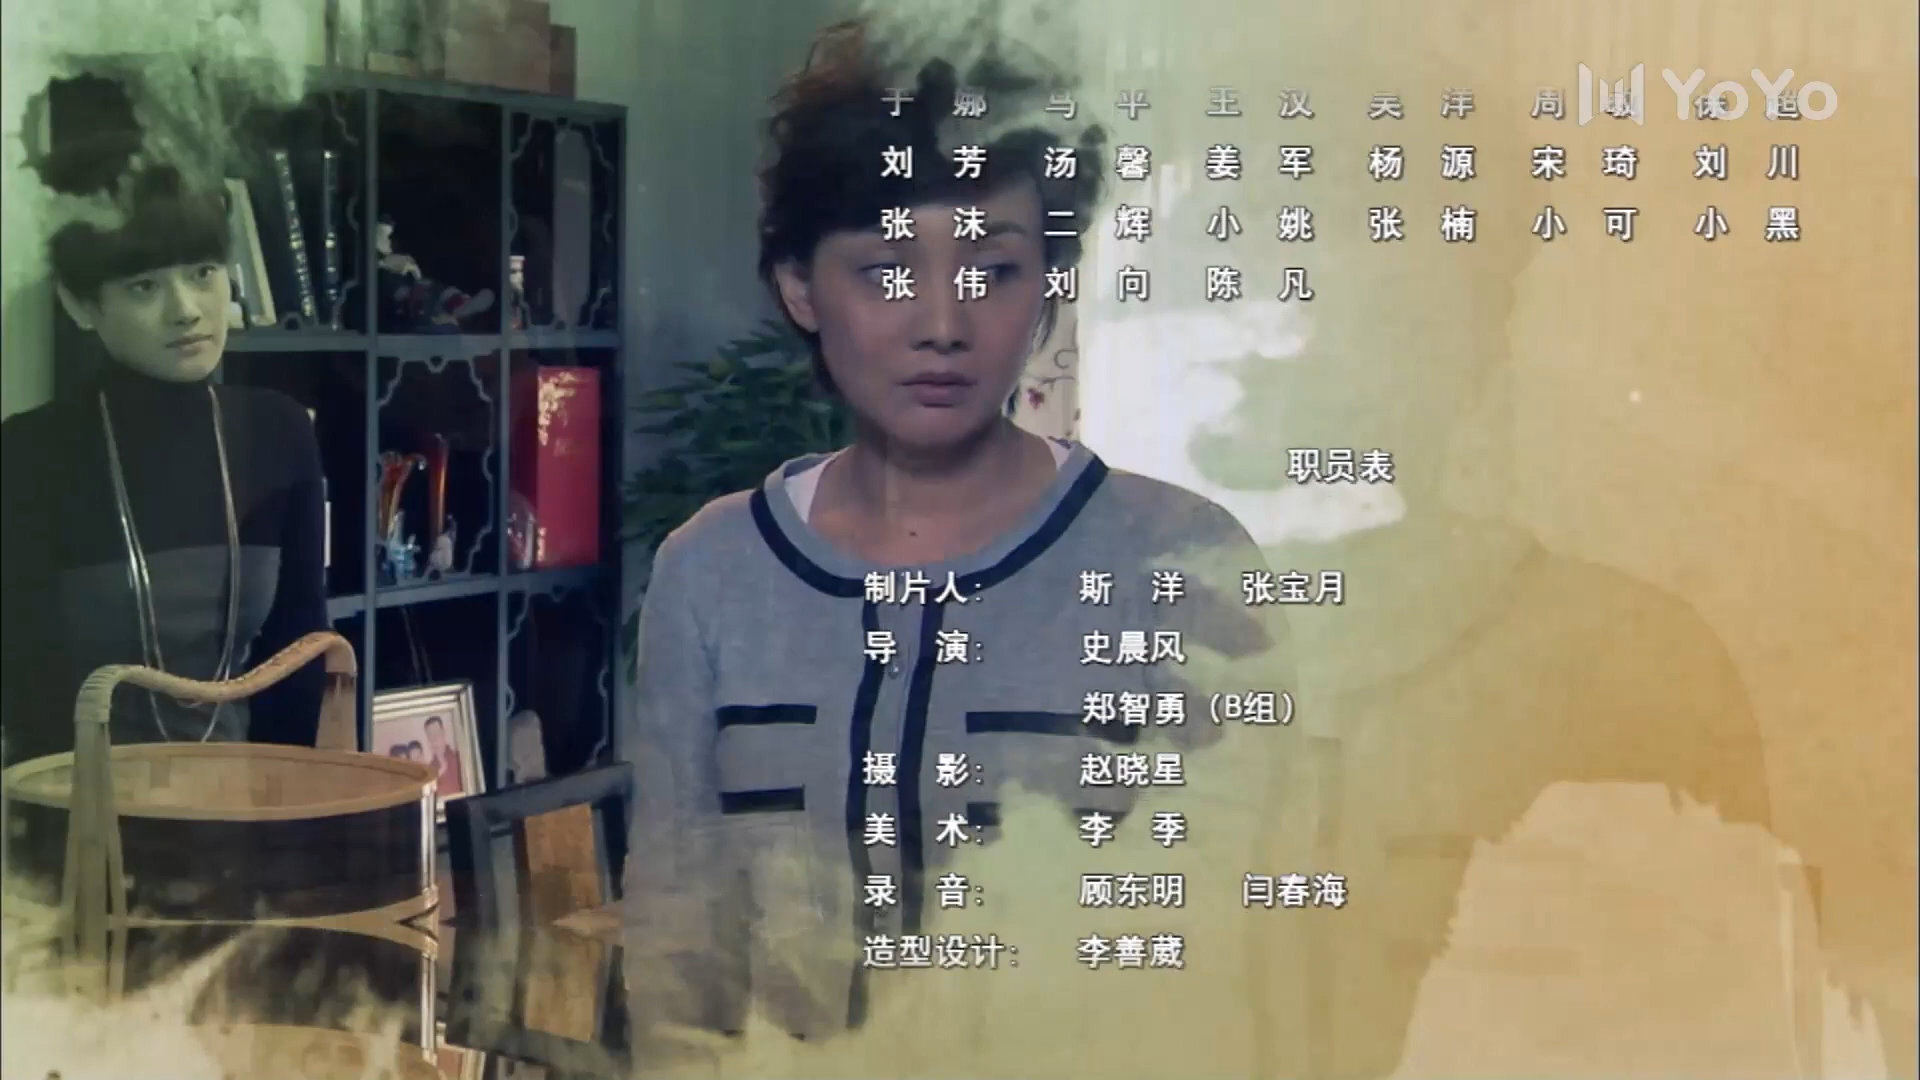 YoYo
于娜 马平 王汉 吴洋 周 超
刘芳 汤馨 姜军 杨源 宋琦 刘川
张沫 二辉 小姚 张楠 小可 小黑
张伟 刘向 陈凡
职员表
制片人: 斯洋 张宝月
导演: 史晨风
郑智勇(B组)
摄影: 赵晓星
美术: 李季
录音: 顾东明 闫春海
造型设计: 李善葳